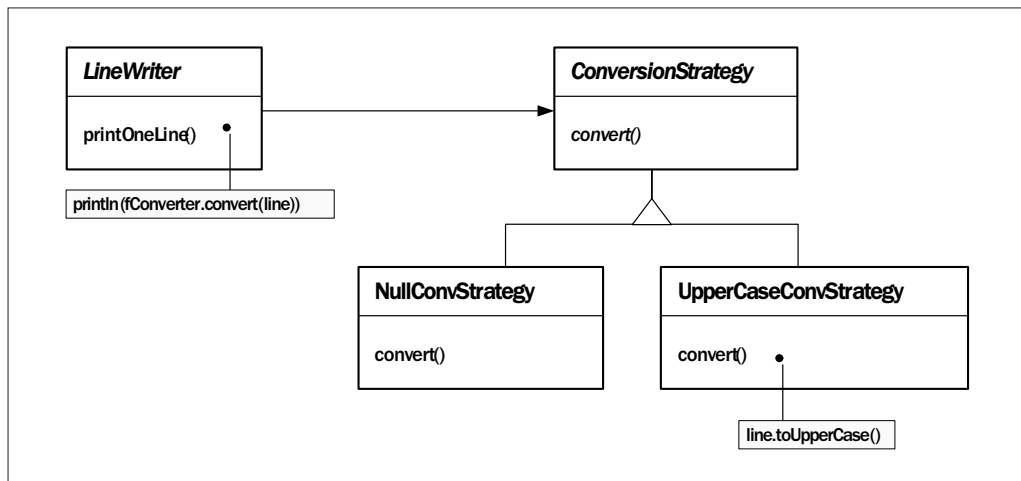 LineWriter
printOneLine()
println(fConverter.convert(line))
ConversionStrategy
convert()
NullConvStrategy
convert()
UpperCaseConvStrategy
convert()
line.toUpperCase()